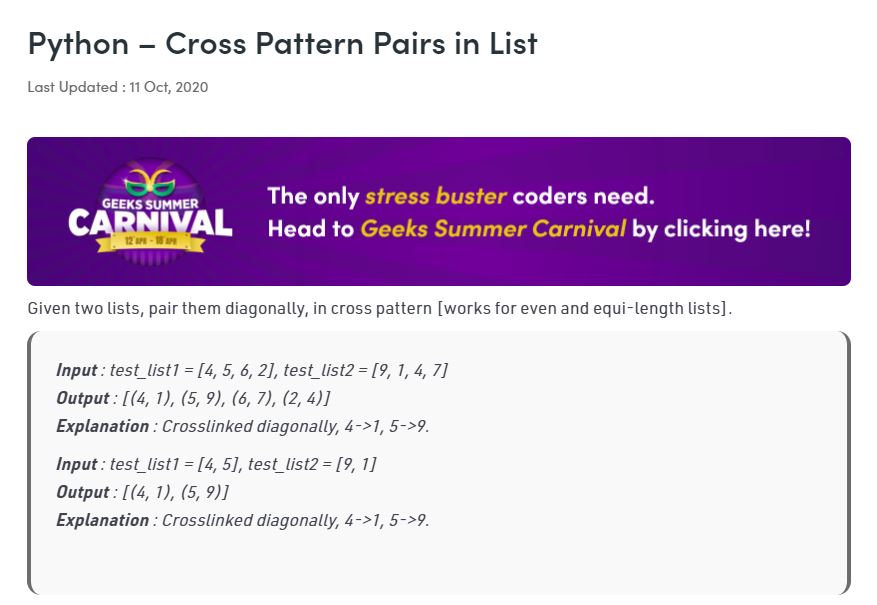 Python – Cross Pattern Pairs in List
Last Updated : 11 Oct, 2020
GEEKS SUMMER
CARNIVAL
12 APR - 18 APR
The only stress buster coders need.
Head to Geeks Summer Carnival by clicking here!
Given two lists, pair them diagonally, in cross pattern [works for even and equi-length lists].
Input : test_list1 = [4, 5, 6, 2], test_list2 = [9, 1, 4, 7]
Output : [(4, 1), (5, 9), (6, 7), (2, 4)]
Explanation : Crosslinked diagonally, 4->1, 5->9.
Input : test_list1 = [4, 5], test_list2 = [9, 1]
Output : [(4, 1), (5, 9)]
Explanation : Crosslinked diagonally, 4->1, 5->9.